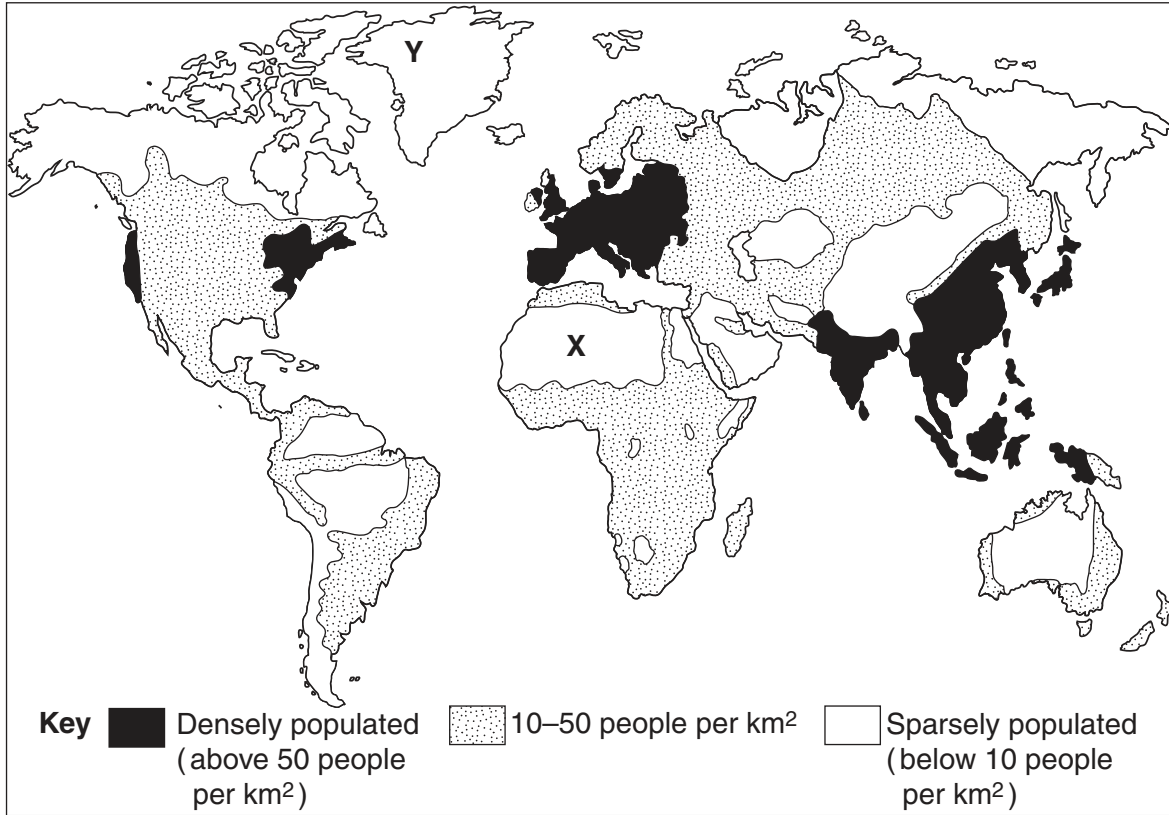 Y
X
Key
Densely populated
(above 50 people
per km²)
10–50 people per km²
Sparsely populated
(below 10 people
per km²)